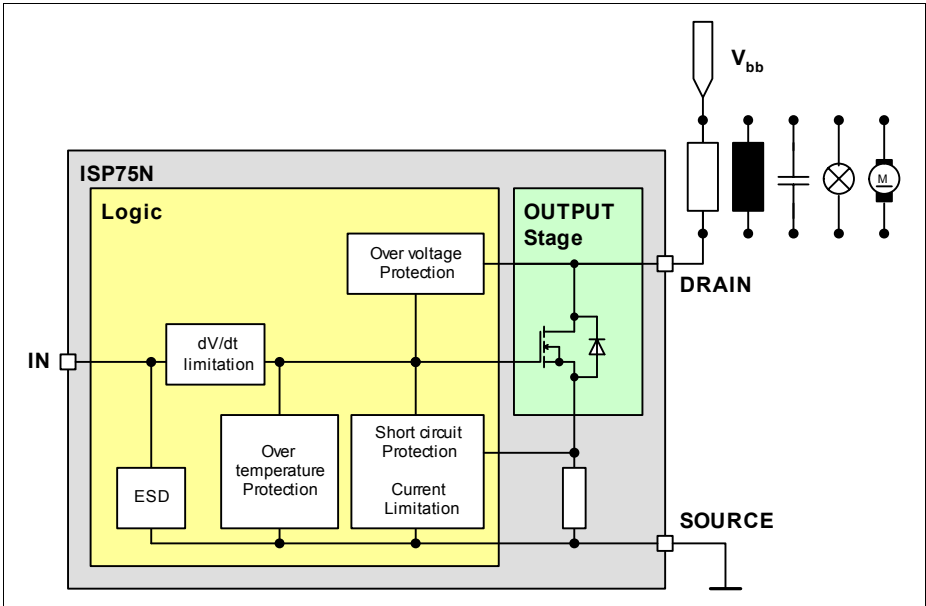 V bb
ISP75N
Logic
OUTPUT
Stage
M
Over voltage
Protection
DRAIN
IN
dV/dt
limitation
Over
temperature
Protection
Short circuit
Protection
Current
Limitation
ESD
SOURCE